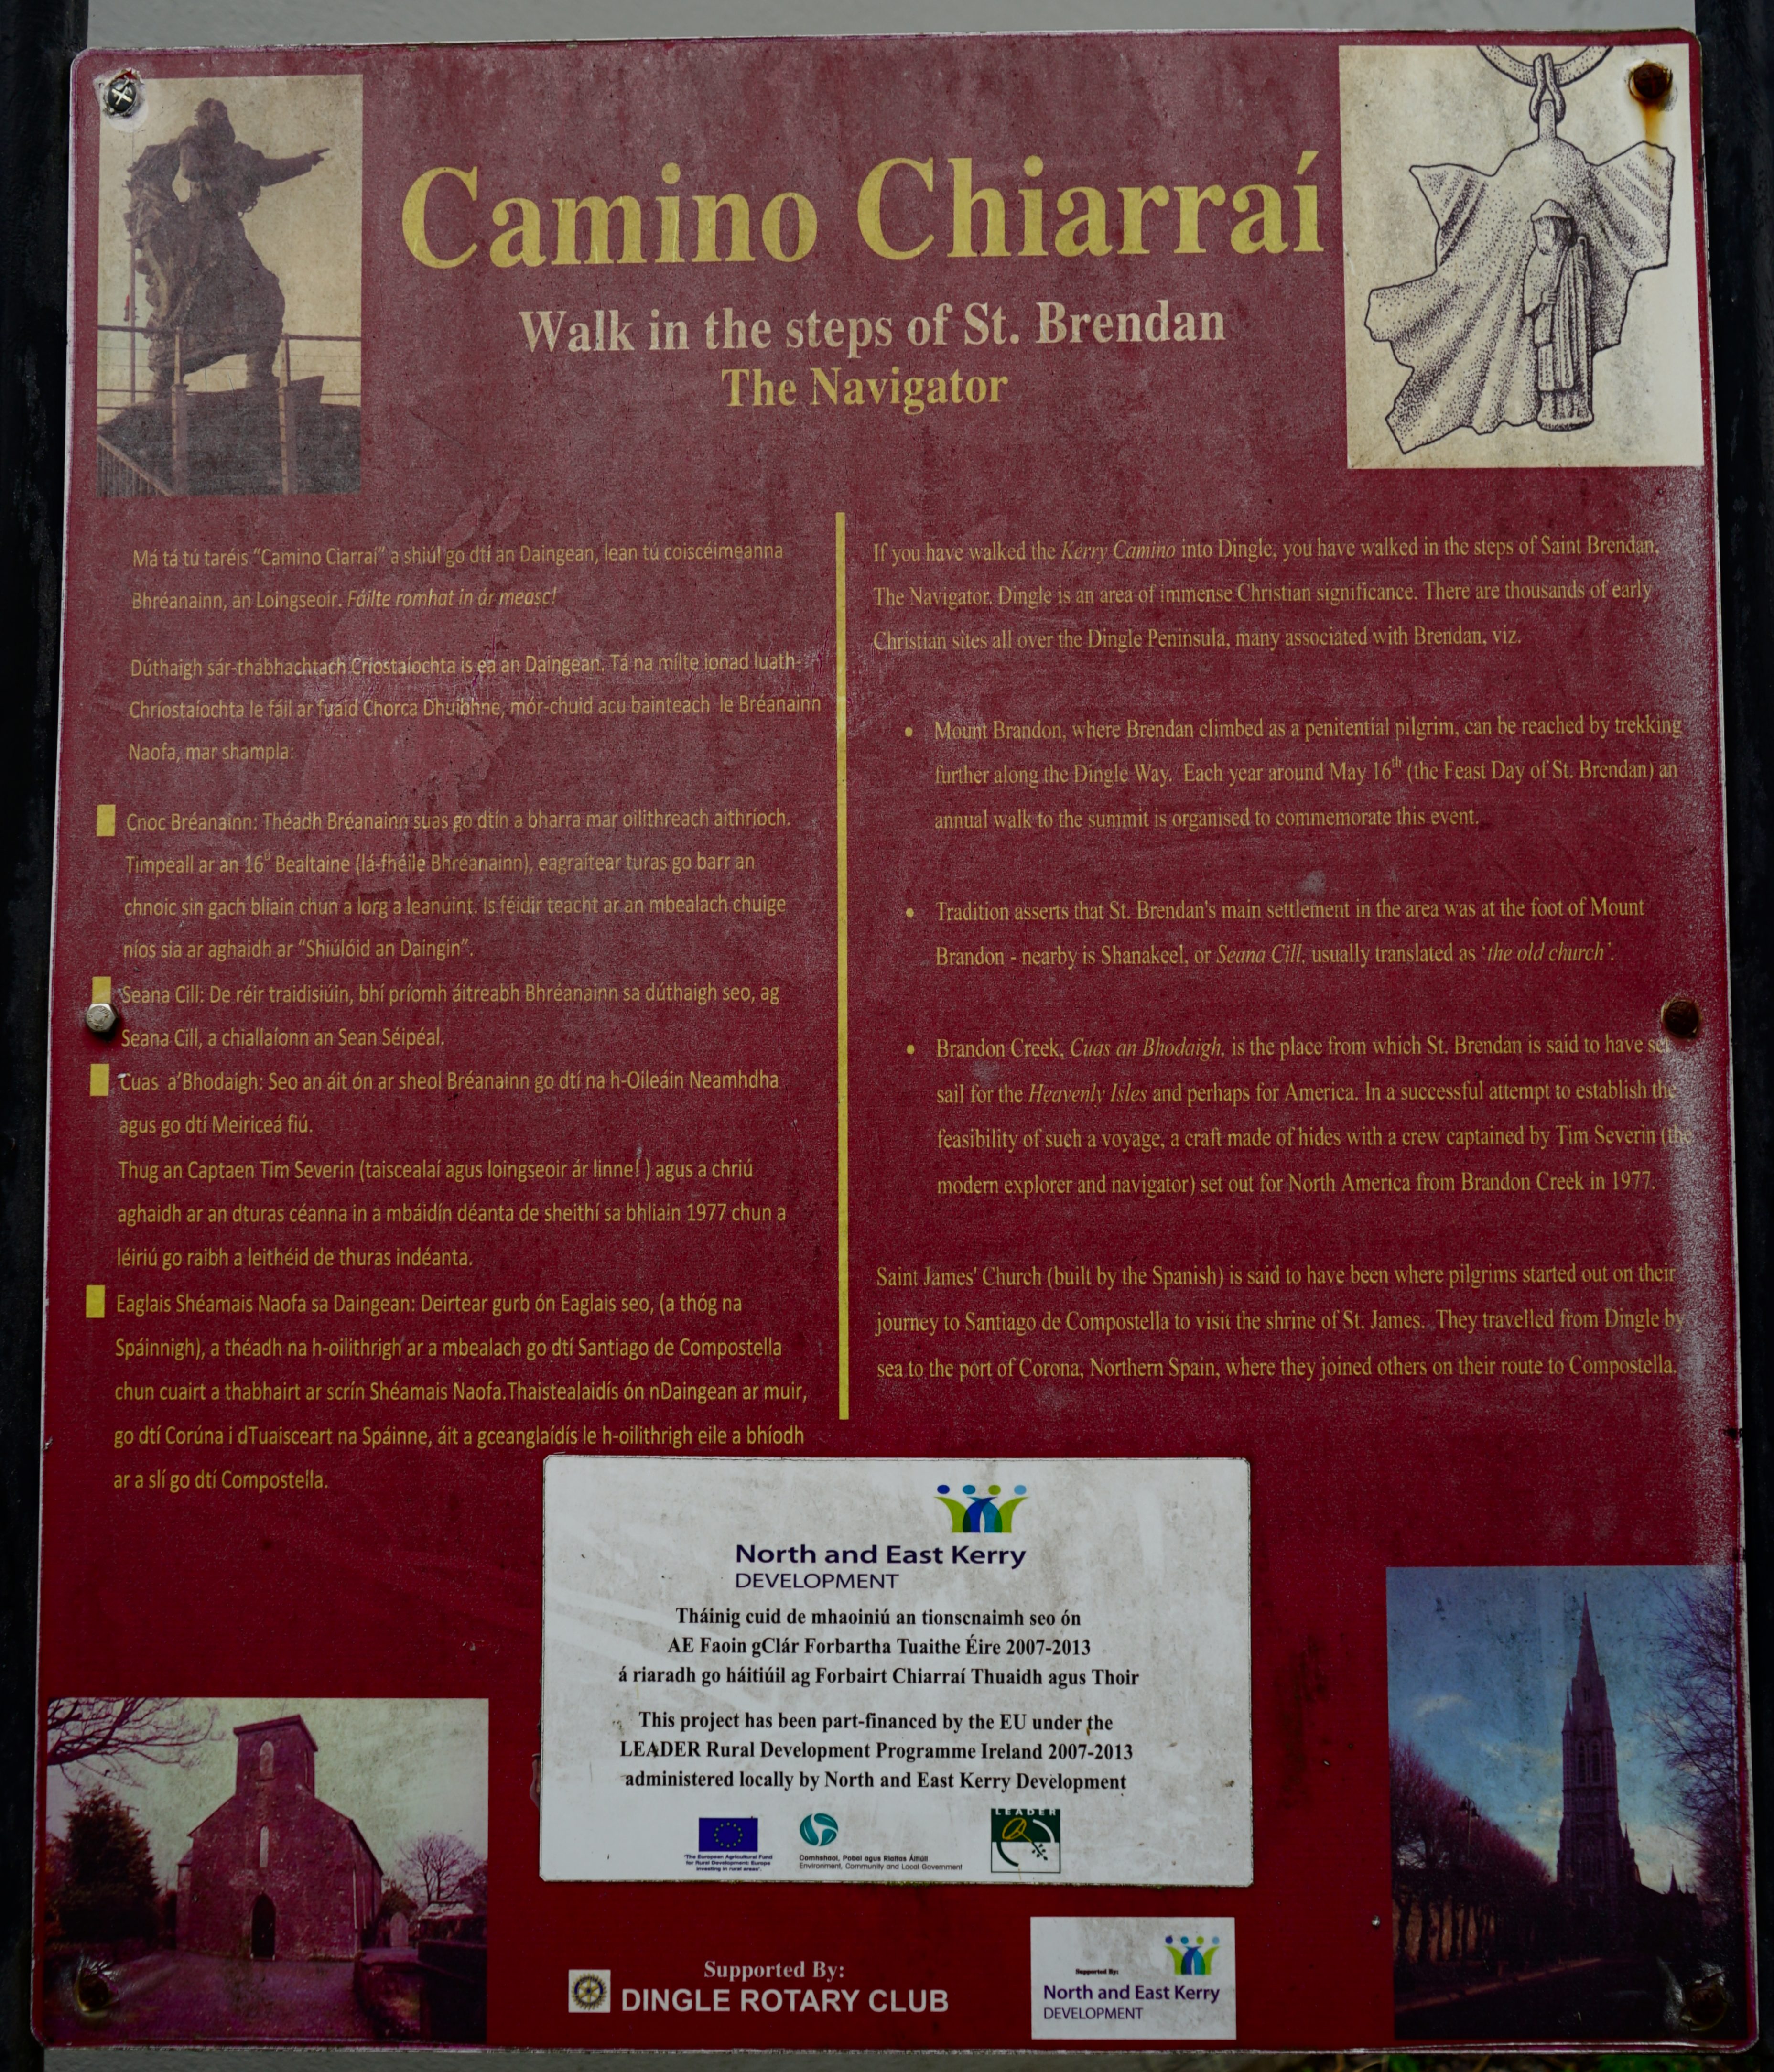 Camino Chiarraí
Walk in the steps of St. Brendan
The Navigator
Má tá tú taréis “Camino Ciarraí” a shiúl go dtí an Daingean, lean tú coiscéimeanna
Bhréanainn, an Loingseoir. Fáilte romhat in ár measc!
Dúthaigh sár-thábhachtach Críostaíochta is ea an Daingean. Tá na mílte ionad luath-
Chríostaíochta le fáil ar fuaid Chorca Dhuibhne, mór-chuid acu bainteach le Bréanainn
Naofa, mar shampla:
Cnoc Bréanainn: Théadh Bréanainn suas go dtín a bharra mar oilithreach aithríoch.
Timpeall ar an 16ú Bealtaine (lá-fhéile Bhréanainn), eagraítear turas go barr an
chnoic sin gach bliain chun a lorg a leanúint. Is féidir teacht ar an mbealach chuige
níos sia ar aghaidh ar “Shiúlóid an Daingin”.
Seana Cill: De réir traidisiúin, bhí príomh áitreabh Bhréanainn sa dúthaigh seo, ag
Seana Cill, a chiallaíonn an Sean Séipéal.
Cuas a’Bhodaigh: Seo an áit ón ar sheol Bréanainn go dtí na h-Oileáin Neamhdha
agus go dtí Meiriceá fiú.
Thug an Captaen Tim Severin (taiscealaí agus loingseoir ár linne!) agus a chriú
aghaidh ar an dturas céanna in a mbáidín déanta de sheithí sa bhliain 1977 chun a
léiriú go raibh a leithéid de thuras indéanta.
Eaglais Shéamais Naofa sa Daingean: Deirtear gurb ón Eaglais seo, (a thóg na
Spáinnigh), a théadh na h-oilithrigh ar a mbealach go dtí Santiago de Compostella
chun cuairt a thabhairt ar scrín Shéamais Naofa.Thaistealaidís ón nDaingean ar muir,
go dtí Corúna i dTuaisceart na Spáinne, áit a gceanglaídís le h-oilithrigh eile a bhíodh
ar a slí go dtí Compostella.
If you have walked the Kerry Camino into Dingle, you have walked in the steps of Saint Brendan,
The Navigator. Dingle is an area of immense Christian significance. There are thousands of early
Christian sites all over the Dingle Peninsula, many associated with Brendan, viz.
• Mount Brandon, where Brendan climbed as a penitential pilgrim, can be reached by trekking
further along the Dingle Way. Each year around May 16th (the Feast Day of St. Brendan) an
annual walk to the summit is organised to commemorate this event.
• Tradition asserts that St. Brendan's main settlement in the area was at the foot of Mount
Brandon - nearby is Shanakeel, or Seana Cill, usually translated as ‘the old church’.
• Brandon Creek, Cuas an Bhodaigh, is the place from which St. Brendan is said to have set
sail for the Heavenly Isles and perhaps for America. In a successful attempt to establish the
feasibility of such a voyage, a craft made of hides with a crew captained by Tim Severin (the
modern explorer and navigator) set out for North America from Brandon Creek in 1977.
Saint James' Church (built by the Spanish) is said to have been where pilgrims started out on their
journey to Santiago de Compostella to visit the shrine of St. James. They travelled from Dingle by
sea to the port of Corona, Northern Spain, where they joined others on their route to Compostella.
North and East Kerry
DEVELOPMENT
Tháinig cuid de mhaoiniú an tionscnaimh seo ón
AE Faoin gClár Forbartha Tuaithe Éire 2007-2013
á riaradh go háitiúil ag Forbairt Chiarraí Thuaidh agus Thoir
This project has been part-financed by the EU under the
LEADER Rural Development Programme Ireland 2007-2013
administered locally by North and East Kerry Development
'The European Agricultural Fund
for Rural Development: Europe
investing in rural areas'.
Comhshaol, Pobal agus Rialtas Áitiúil
Environment, Community and Local Government
LEADER
Supported By:
DINGLE ROTARY CLUB
Supported By:
North and East Kerry
DEVELOPMENT